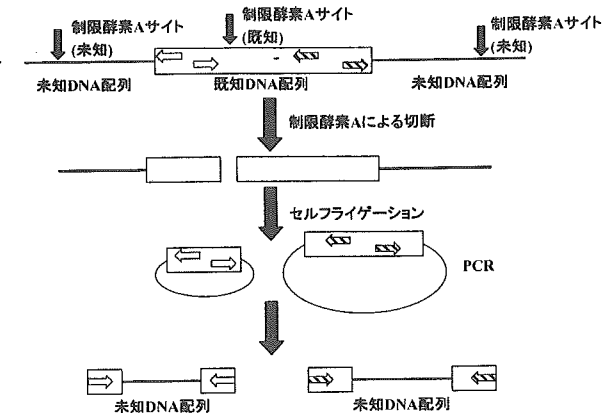 制限酵素Aサイト
(未知)
制限酵素Aサイト
(既知)
制限酵素Aサイト
(未知)
未知DNA配列
既知DNA配列
未知DNA配列
制限酵素Aによる切断
セルフライゲーション
PCR
未知DNA配列
未知DNA配列